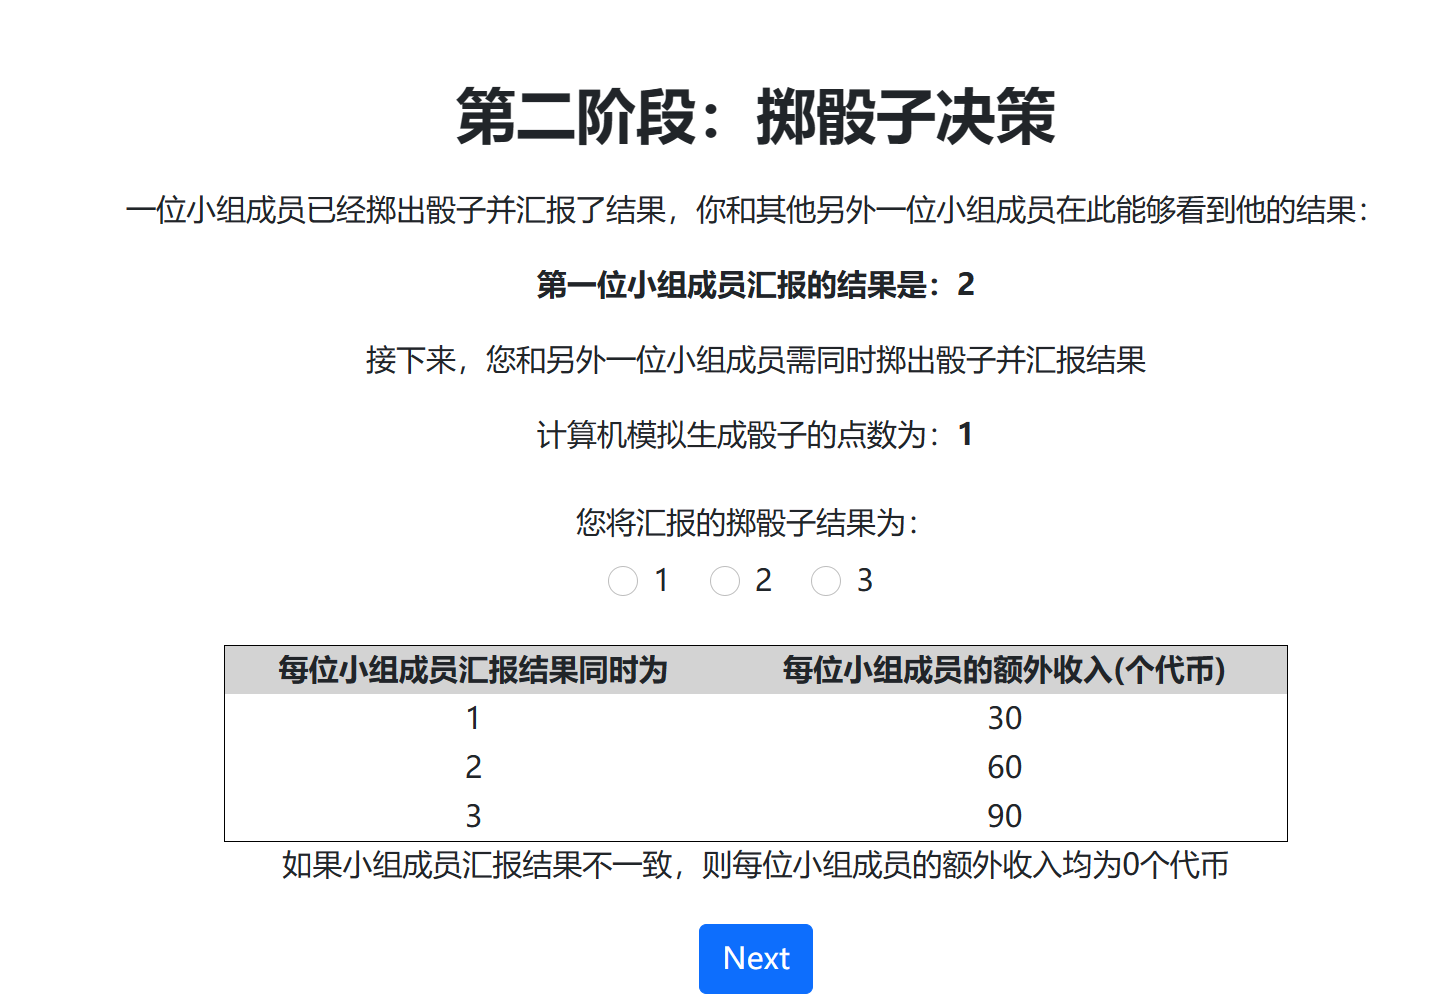 第二阶段：掷骰子决策
一位小组成员已经掷出骰子并汇报了结果，你和其他另外一位小组成员在此能够看到他的结果：
第一位小组成员汇报的结果是：2
接下来，您和另外一位小组成员需同时掷出骰子并汇报结果
计算机模拟生成骰子的点数为：1
您将汇报的掷骰子结果为：
1 2 3
每位小组成员汇报结果同时为 每位小组成员的额外收入(个代币)
1 30
2 60
3 90
如果小组成员汇报结果不一致，则每位小组成员的额外收入均为0个代币
Next